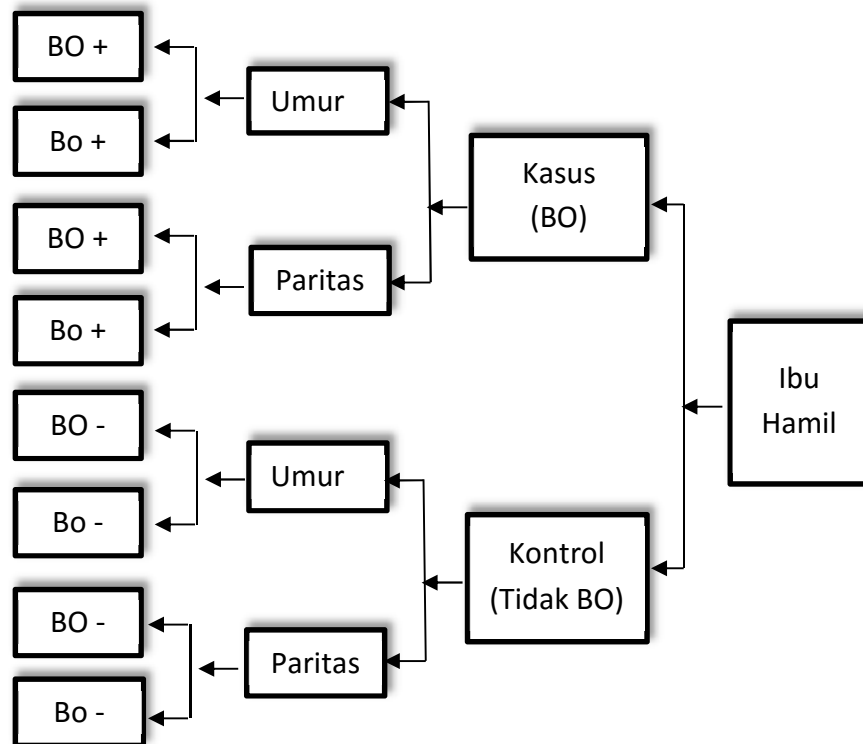 BO +
Umur
Bo +
Kasus
(BO)
BO +
Paritas
Bo +
Ibu
Hamil
BO -
Umur
Bo -
Kontrol
(Tidak BO)
BO -
Paritas
Bo -